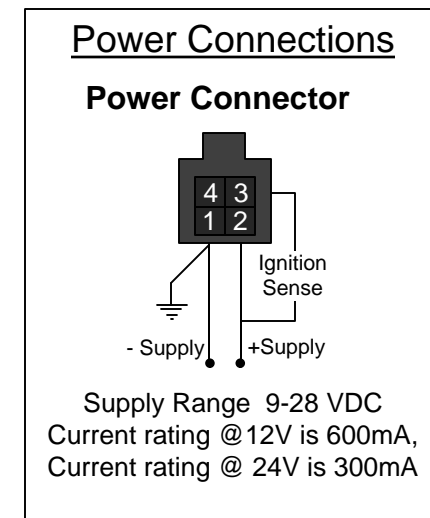 Power Connections
Power Connector
4 3
1 2
Ignition
Sense
- Supply +Supply
Supply Range 9-28 VDC
Current rating @12V is 600mA,
Current rating @ 24V is 300mA